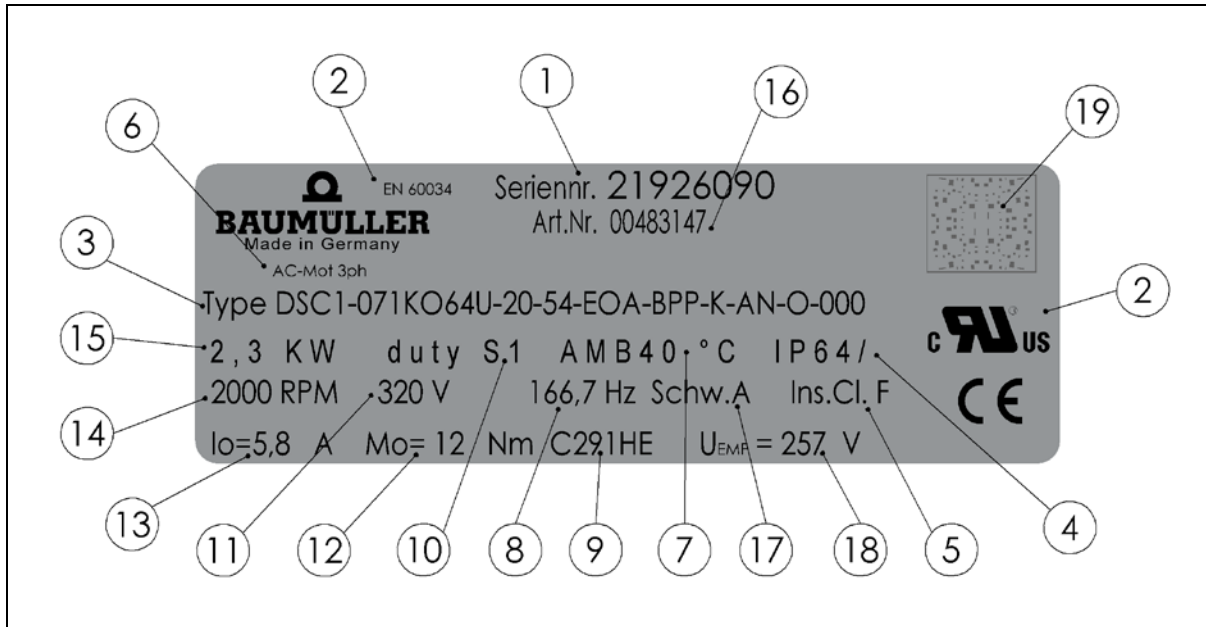 2
1
16
19
6
EN 60034
Seriennr. 21926090
BAUMÜLLER
Art.Nr. 00483147
Made in Germany
AC-Mot 3ph
3
Type DSC1-071KO64U-20-54-EOA-BPP-K-AN-O-000
2
15
2,3 KW duty S1 AMB40 °C IP64/
C RU ® US
14
2000 RPM 320 V 166,7 Hz Schw.A Ins.Cl. F
CE
Io=5,8 A Mo= 12 Nm C291HE UEMF = 257 V
13
11
12
10
8
9
7
17
18
5
4